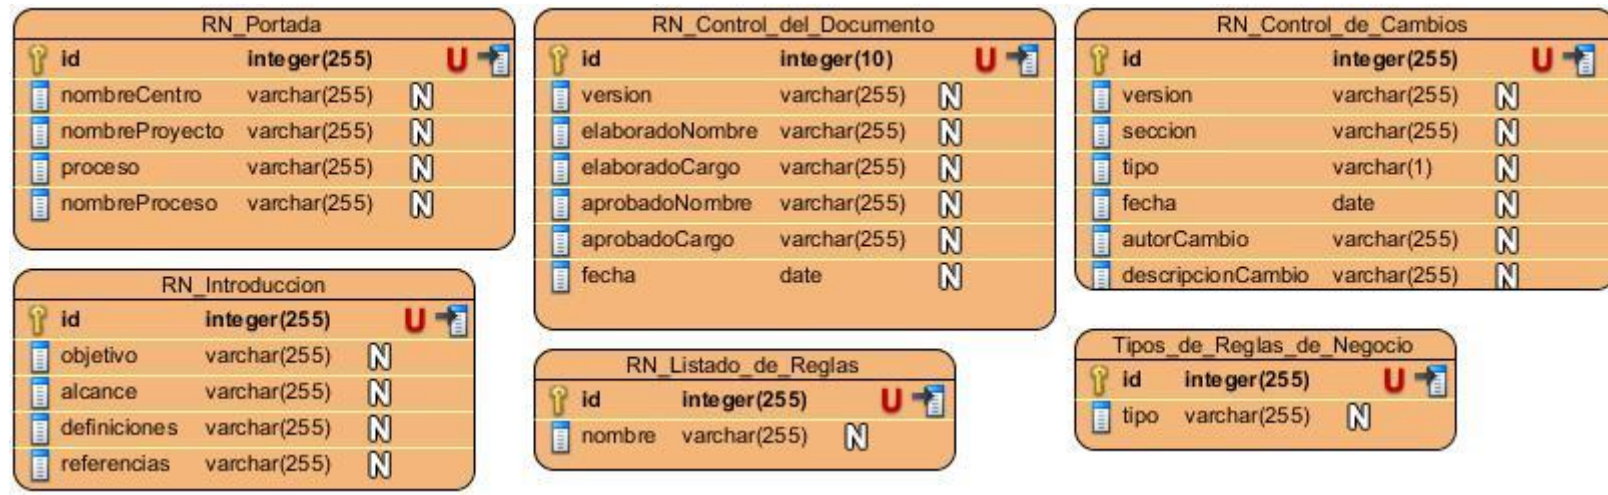 RN_Portada
id integer(255) U
nombreCentro varchar(255) N
nombreProyecto varchar(255) N
proceso varchar(255) N
nombreProceso varchar(255) N
RN_Control_del_Documento
id integer(10) U
version varchar(255) N
elaboradoNombre varchar(255) N
elaboradoCargo varchar(255) N
aprobadoNombre varchar(255) N
aprobadoCargo varchar(255) N
fecha date N
RN_Control_de_Cambios
id integer(255) U
version varchar(255) N
seccion varchar(255) N
tipo varchar(1) N
fecha date N
autorCambio varchar(255) N
descripcionCambio varchar(255) N
RN_Introduccion
id integer(255) U
objetivo varchar(255) N
alcance varchar(255) N
definiciones varchar(255) N
referencias varchar(255) N
RN_Listado_de_Reglas
id integer(255) U
nombre varchar(255) N
Tipos_de_Reglas_de_Negocio
id integer(255) U
tipo varchar(255) N